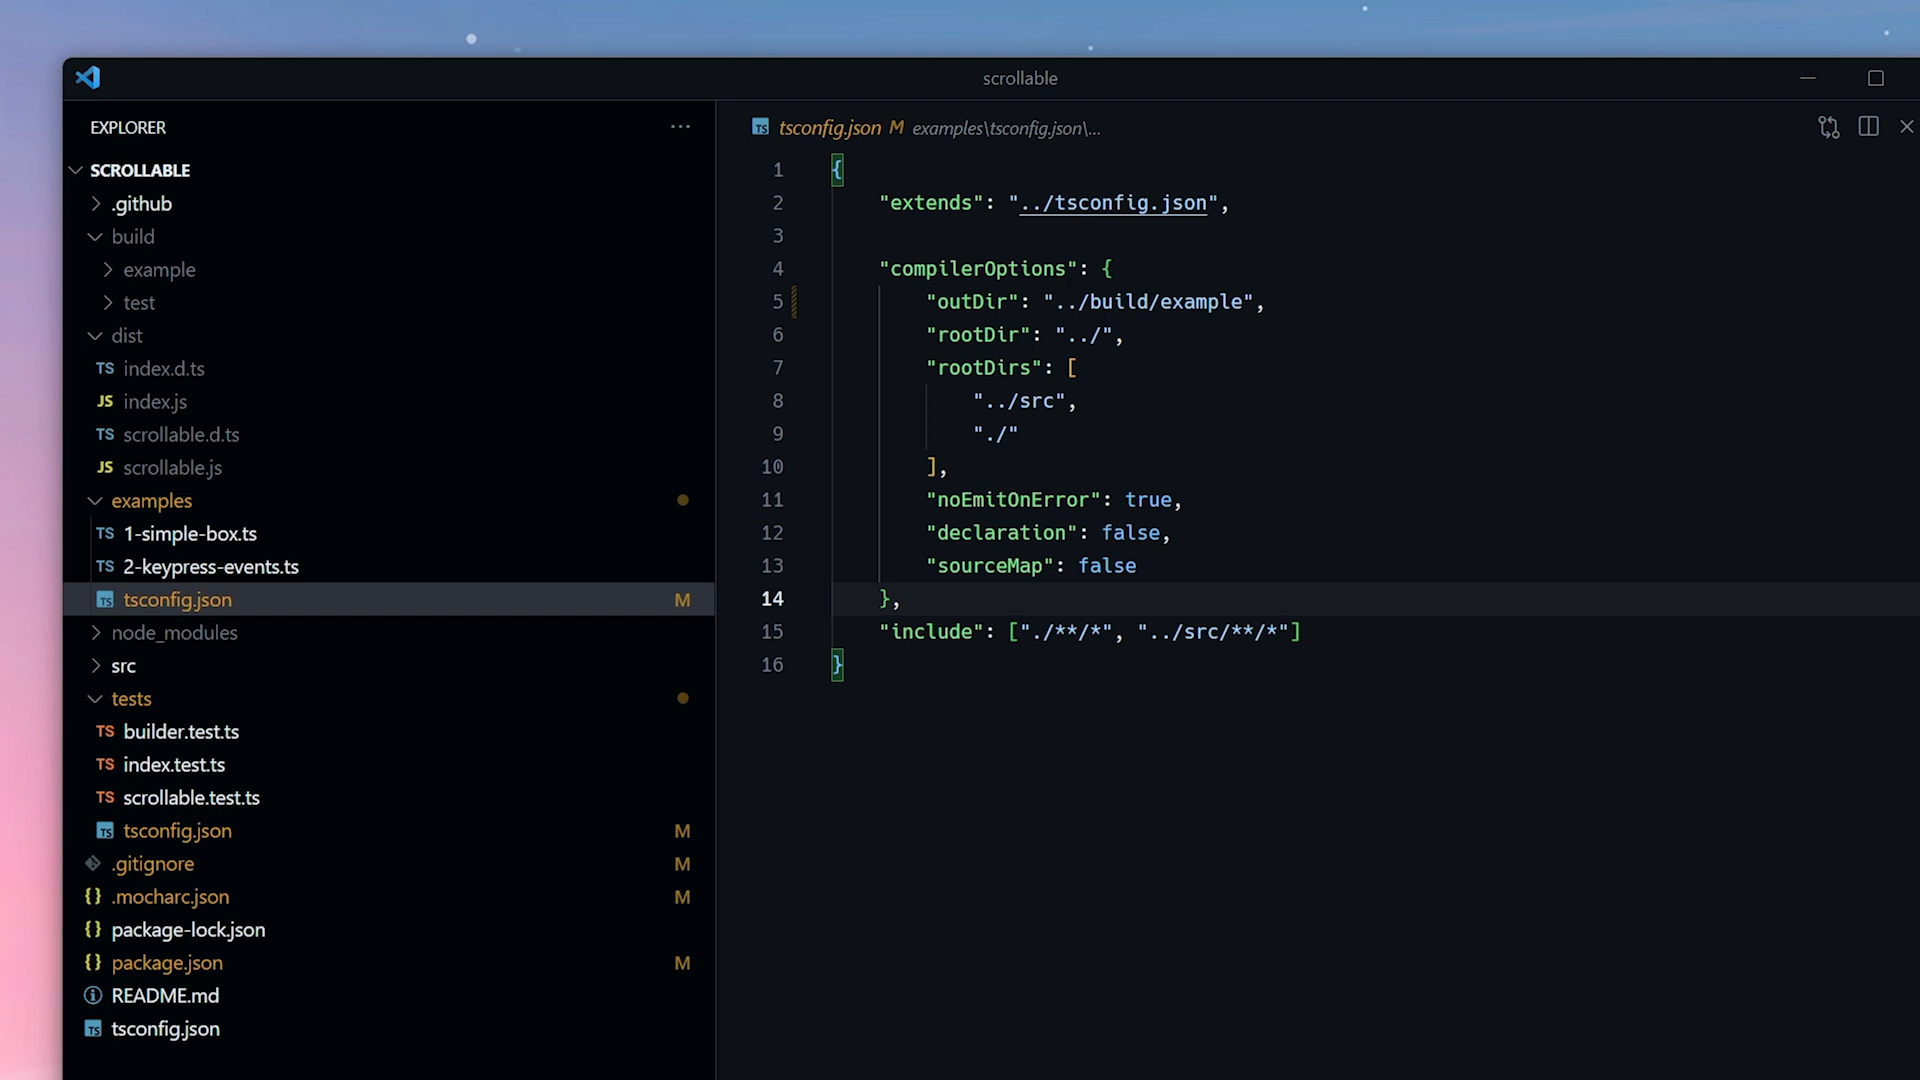 scrollable
EXPLORER
SCROLLABLE
.github
build
example
test
dist
TS index.d.ts
JS index.js
TS scrollable.d.ts
JS scrollable.js
examples
TS 1-simple-box.ts
TS 2-keypress-events.ts
TS tsconfig.json M
node_modules
src
tests
TS builder.test.ts
TS index.test.ts
TS scrollable.test.ts
TS tsconfig.json M
.gitignore M
{} .mocharc.json M
{} package-lock.json
{} package.json M
README.md
TS tsconfig.json
TS tsconfig.json M examples\tsconfig.json\...
1 {
2 "extends": "../tsconfig.json",
3
4 "compilerOptions": {
5 "outDir": "../build/example",
6 "rootDir": "../",
7 "rootDirs": [
8 "../src",
9 "./"
10 ],
11 "noEmitOnError": true,
12 "declaration": false,
13 "sourceMap": false
14 },
15 "include": ["./**/*", "../src/**/*"]
16 }